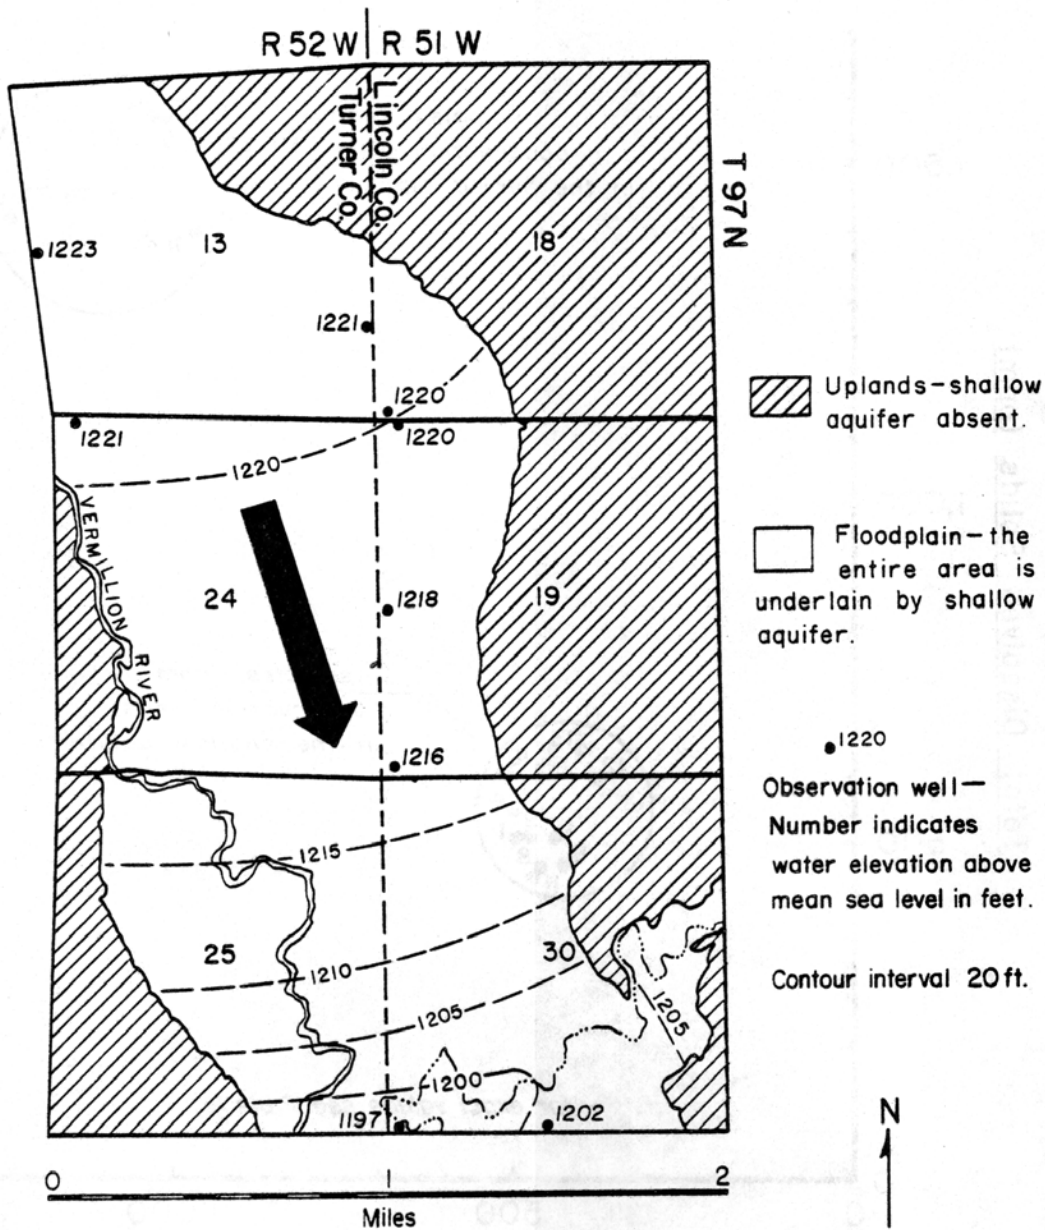 R 52 W R 51 W
Lincoln Co.
Turner Co.
T 97 N
13
18
1223
1221
1220
1221
1220
1220
VERMILLION RIVER
24
1218
19
1216
1215
25
30
1210
1205
1205
1200
1197
1202
Uplands-shallow
aquifer absent.
Floodplain-the
entire area is
underlain by shallow
aquifer.
1220
Observation well—
Number indicates
water elevation above
mean sea level in feet.
Contour interval 20 ft.
N
0 1 2
Miles